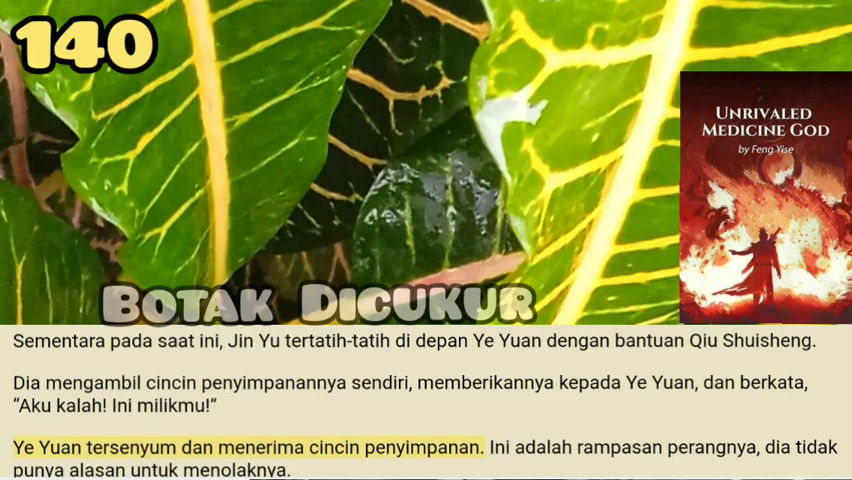 140
UNRIVALED
MEDICINE GOD
by Feng Yise
BOTAK DICUKUR
Sementara pada saat ini, Jin Yu tertatih-tatih di depan Ye Yuan dengan bantuan Qiu Shuisheng.
Dia mengambil cincin penyimpanannya sendiri, memberikannya kepada Ye Yuan, dan berkata,
“Aku kalah! Ini milikmu!”
Ye Yuan tersenyum dan menerima cincin penyimpanan. Ini adalah rampasan perangnya, dia tidak
punya alasan untuk menolaknya.